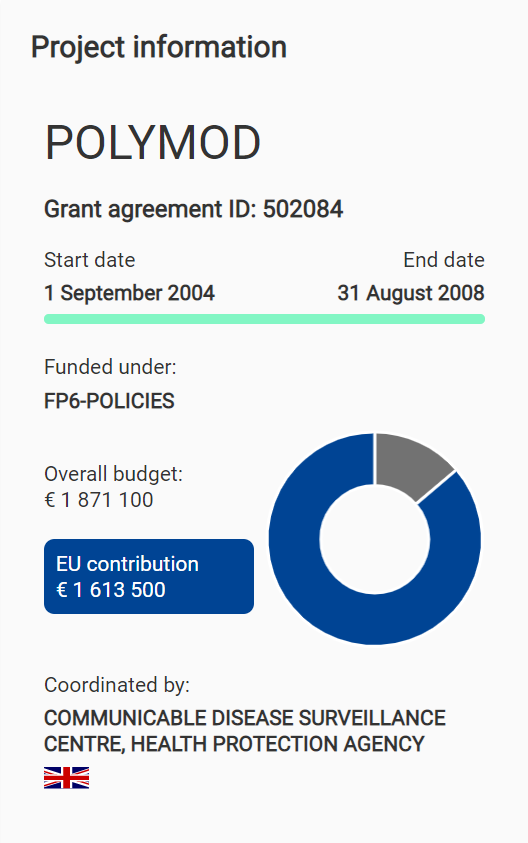 Project information
POLYMOD
Grant agreement ID: 502084
Start date
End date
1 September 2004
31 August 2008
Funded under:
FP6-POLICIES
Overall budget:
€ 1 871 100
EU contribution
€ 1 613 500
Coordinated by:
COMMUNICABLE DISEASE SURVEILLANCE
CENTRE, HEALTH PROTECTION AGENCY